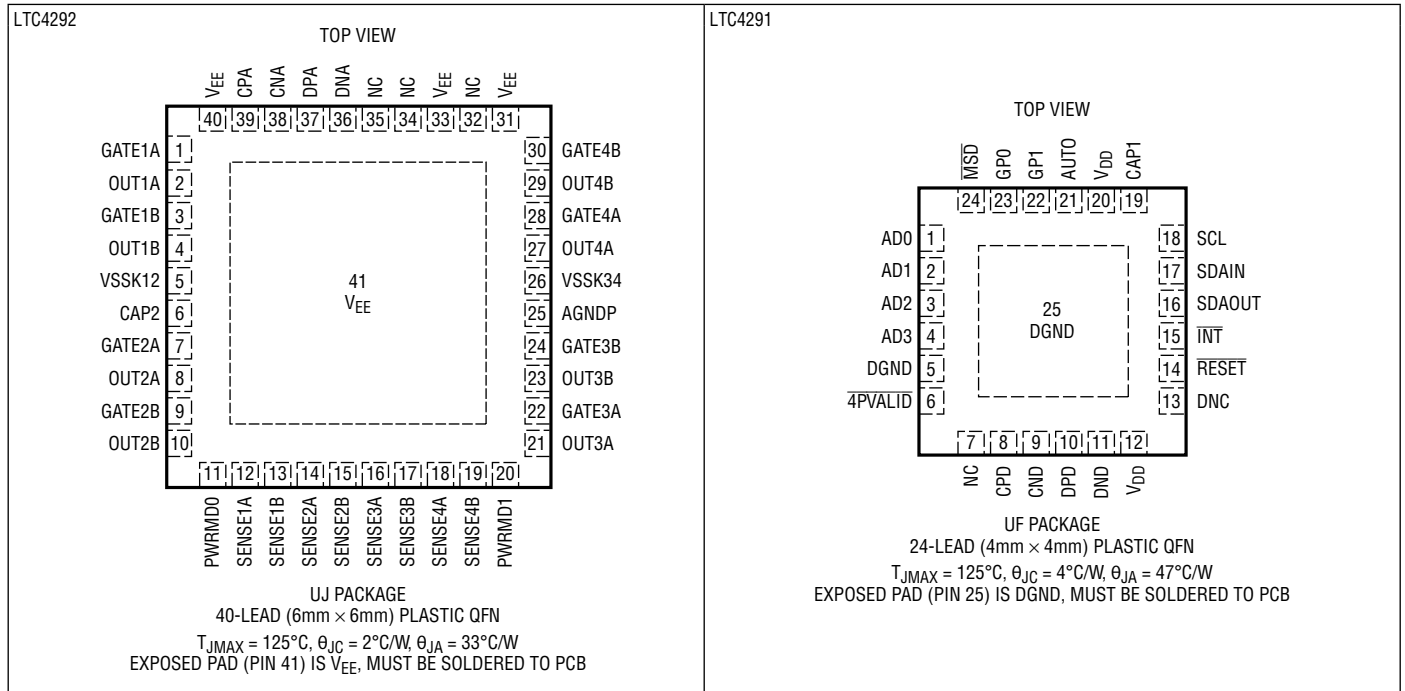 LTC4292
TOP VIEW
VEE CPA CNA DPA DNA NC NC VEE NC VEE
40 39 38 37 36 35 34 33 32 31
GATE1A 1
OUT1A 2
GATE1B 3
OUT1B 4
VSSK12 5
CAP2 6
GATE2A 7
OUT2A 8
GATE2B 9
OUT2B 10
41
VEE
30 GATE4B
29 OUT4B
28 GATE4A
27 OUT4A
26 VSSK34
25 AGNDP
24 GATE3B
23 OUT3B
22 GATE3A
21 OUT3A
11 12 13 14 15 16 17 18 19 20
PWRMD0 SENSE1A SENSE1B SENSE2A SENSE2B SENSE3A SENSE3B SENSE4A SENSE4B PWRMD1
UJ PACKAGE
40-LEAD (6mm × 6mm) PLASTIC QFN
TJMAX = 125°C, θJC = 2°C/W, θJA = 33°C/W
EXPOSED PAD (PIN 41) IS VEE, MUST BE SOLDERED TO PCB
LTC4291
TOP VIEW
MSD GP0 GP1 AUTO VDD CAP1
24 23 22 21 20 19
AD0 1
AD1 2
AD2 3
AD3 4
DGND 5
4PVALID 6
25
DGND
18 SCL
17 SDAIN
16 SDAOUT
15 INT
14 RESET
13 DNC
7 8 9 10 11 12
NC CPD CND DPD DND VDD
UF PACKAGE
24-LEAD (4mm × 4mm) PLASTIC QFN
TJMAX = 125°C, θJC = 4°C/W, θJA = 47°C/W
EXPOSED PAD (PIN 25) IS DGND, MUST BE SOLDERED TO PCB